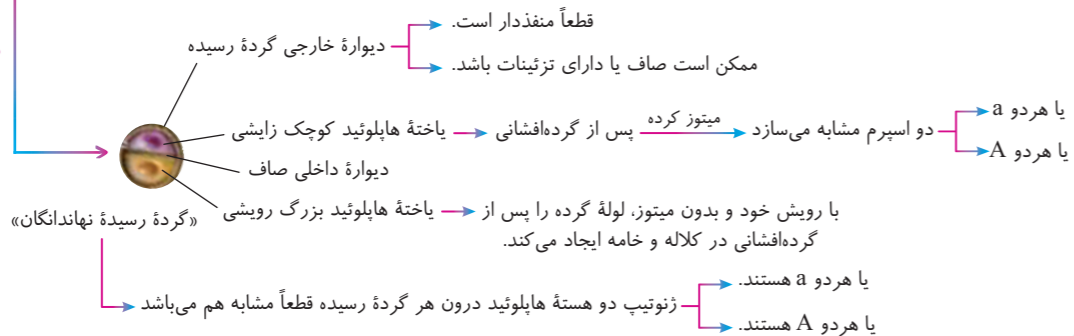 قطعاً منفذدار است.
دیوارهٔ خارجی گردهٔ رسیده
ممکن است صاف یا دارای تزئینات باشد.
یاختهٔ هاپلوئید کوچک زایشی
پس از گرده‌افشانی
میتوز کرده
دو اسپرم مشابه می‌سازد
یا هردو a
یا هردو A
دیوارهٔ داخلی صاف
یاختهٔ هاپلوئید بزرگ رویشی
با رویش خود و بدون میتوز، لولهٔ گرده را پس از
گرده‌افشانی در کلاله و خامه ایجاد می‌کند.
«گردهٔ رسیدهٔ نهاندانگان»
ژنوتیپ دو هستهٔ هاپلوئید درون هر گردهٔ رسیده قطعاً مشابه هم می‌باشد
یا هردو a هستند.
یا هردو A هستند.